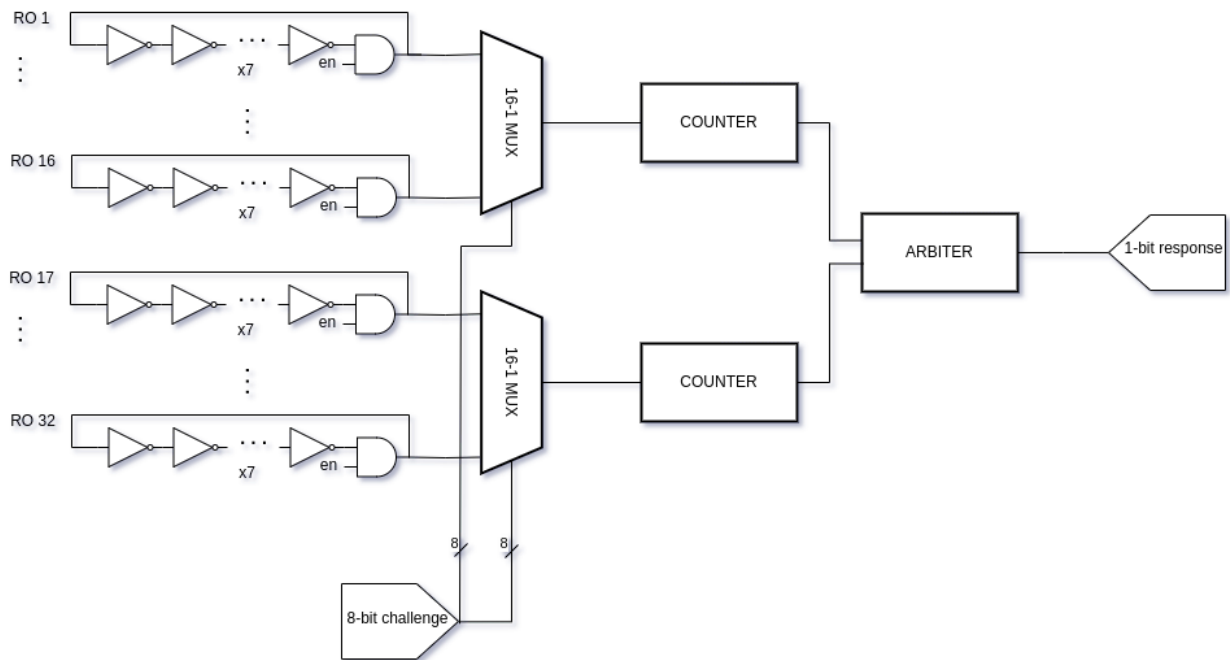 RO 1
x7
en
RO 16
x7
en
16-1 MUX
COUNTER
RO 17
x7
en
RO 32
x7
en
16-1 MUX
COUNTER
ARBITER
1-bit response
8
8
8-bit challenge